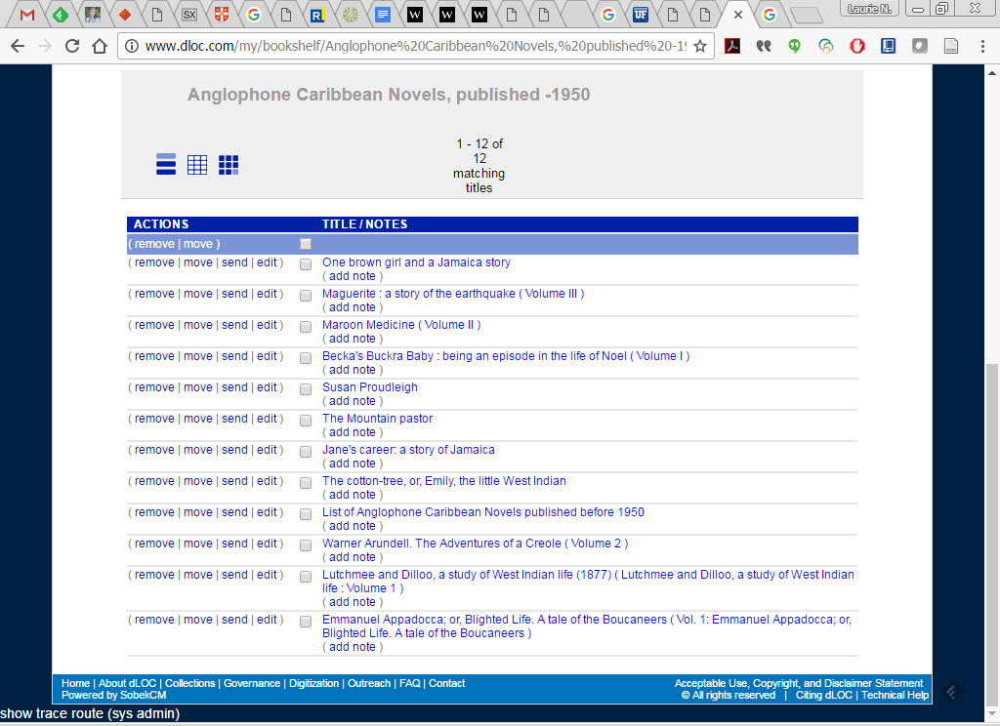 Laurie N.
www.dloc.com/my/bookshelf/Anglophone%20Caribbean%20Novels,%20published%20-19
Anglophone Caribbean Novels, published -1950
1 - 12 of
12
matching
titles
ACTIONS TITLE / NOTES
( remove | move )
( remove | move | send | edit ) One brown girl and a Jamaica story
( add note )
( remove | move | send | edit ) Maguerite : a story of the earthquake ( Volume III )
( add note )
( remove | move | send | edit ) Maroon Medicine ( Volume II )
( add note )
( remove | move | send | edit ) Becka's Buckra Baby : being an episode in the life of Noel ( Volume I )
( add note )
( remove | move | send | edit ) Susan Proudleigh
( add note )
( remove | move | send | edit ) The Mountain pastor
( add note )
( remove | move | send | edit ) Jane's career: a story of Jamaica
( add note )
( remove | move | send | edit ) The cotton-tree, or, Emily, the little West Indian
( add note )
( remove | move | send | edit ) List of Anglophone Caribbean Novels published before 1950
( add note )
( remove | move | send | edit ) Warner Arundell. The Adventures of a Creole ( Volume 2 )
( add note )
( remove | move | send | edit ) Lutchmee and Dilloo, a study of West Indian life (1877) ( Lutchmee and Dilloo, a study of West Indian
life ; Volume 1 )
( add note )
( remove | move | send | edit ) Emmanuel Appadocca; or, Blighted Life. A tale of the Boucaneers ( Vol. 1: Emmanuel Appadocca; or,
Blighted Life. A tale of the Boucaneers )
( add note )
Home | About dLOC | Collections | Governance | Digitization | Outreach | FAQ | Contact
Powered by SobekCM
Acceptable Use, Copyright, and Disclaimer Statement
© All rights reserved | Citing dLOC | Technical Help
show trace route (sys admin)